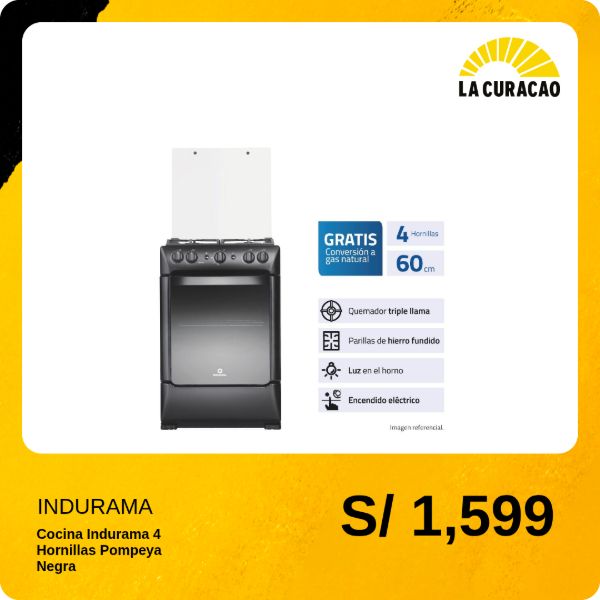 LA CURACAO
GRATIS
Conversión a
gas natural
4 Hornillas
60 cm
Quemador triple llama
Parillas de hierro fundido
Luz en el horno
Encendido eléctrico
Imagen referencial.
INDURAMA
S/ 1,599
Cocina Indurama 4
Hornillas Pompeya
Negra